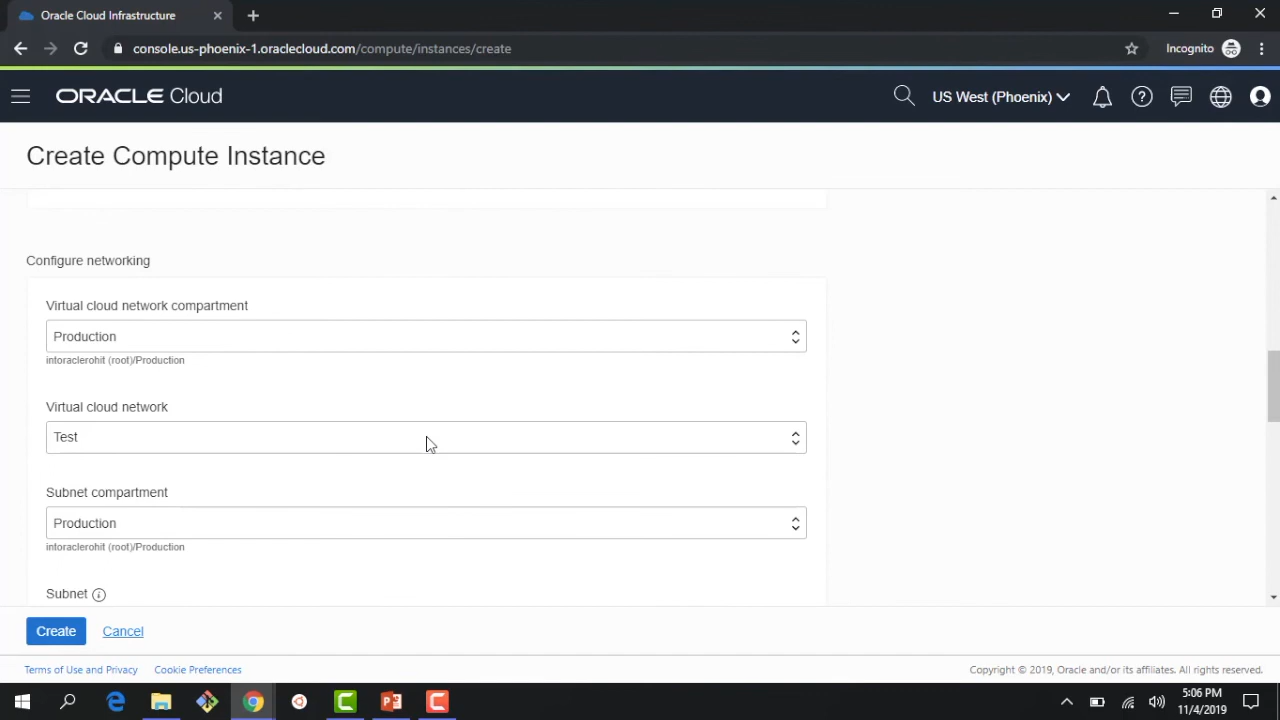 Oracle Cloud Infrastructure
console.us-phoenix-1.oraclecloud.com/compute/instances/create
Incognito
ORACLE Cloud
US West (Phoenix)
Create Compute Instance
Configure networking
Virtual cloud network compartment
Production
intoraclerohit (root)/Production
Virtual cloud network
Test
Subnet compartment
Production
intoraclerohit (root)/Production
Subnet
Create Cancel
Terms of Use and Privacy Cookie Preferences
Copyright © 2019, Oracle and/or its affiliates. All rights reserved.
5:06 PM
11/4/2019